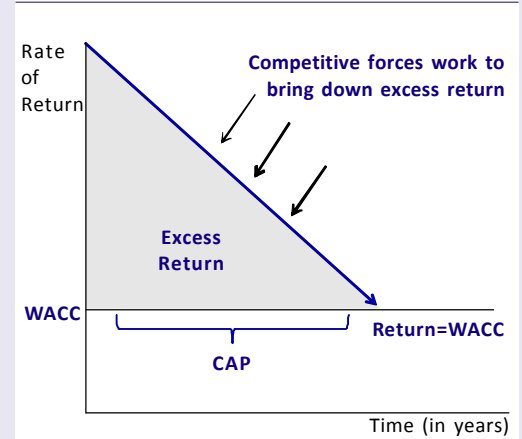 Rate
of
Return
Competitive forces work to
bring down excess return
Excess
Return
WACC
Return=WACC
CAP
Time (in years)